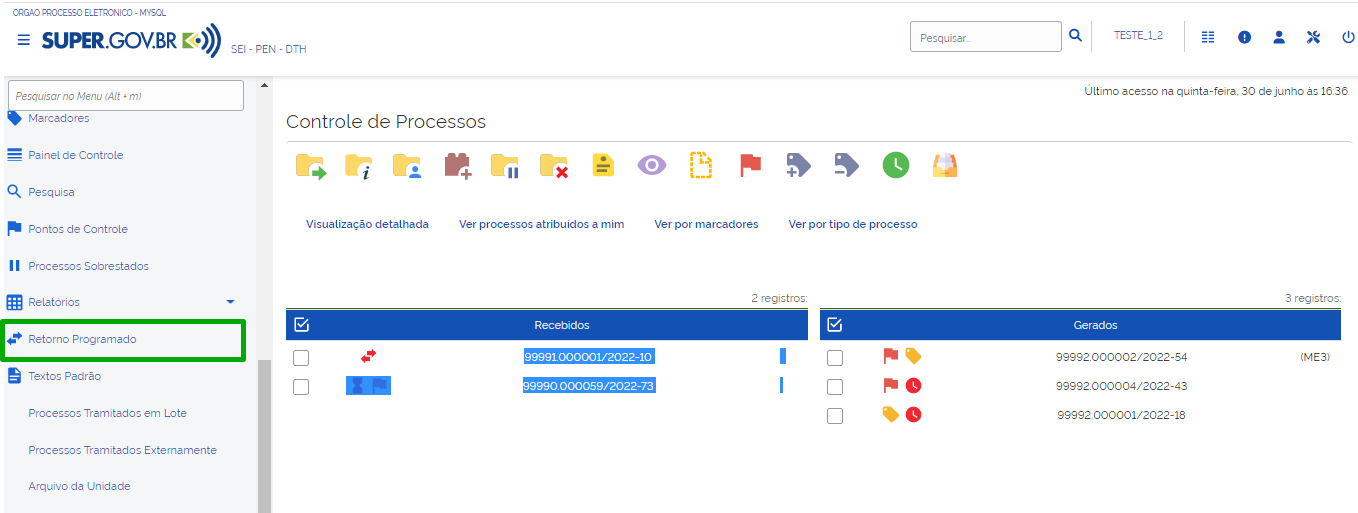 ORGAO PROCESSO ELETRONICO - MYSQL
SUPER.GOV.BR
SEI - PEN - DTH
Pesquisar...
TESTE_1_2
Pesquisar no Menu (Alt + m)
Último acesso na quinta-feira, 30 de junho às 16:36.
Marcadores
Painel de Controle
Pesquisa
Pontos de Controle
Processos Sobrestados
Relatórios
Retorno Programado
Textos Padrão
Processos Tramitados em Lote
Processos Tramitados Externamente
Arquivo da Unidade
Controle de Processos
Visualização detalhada
Ver processos atribuidos a mim
Ver por marcadores
Ver por tipo de processo
2 registros:
Recebidos
99991.000001/2022-10
99990.000059/2022-73
3 registros:
Gerados
99992.000002/2022-54 (ME3)
99992.000004/2022-43
99992.000001/2022-18